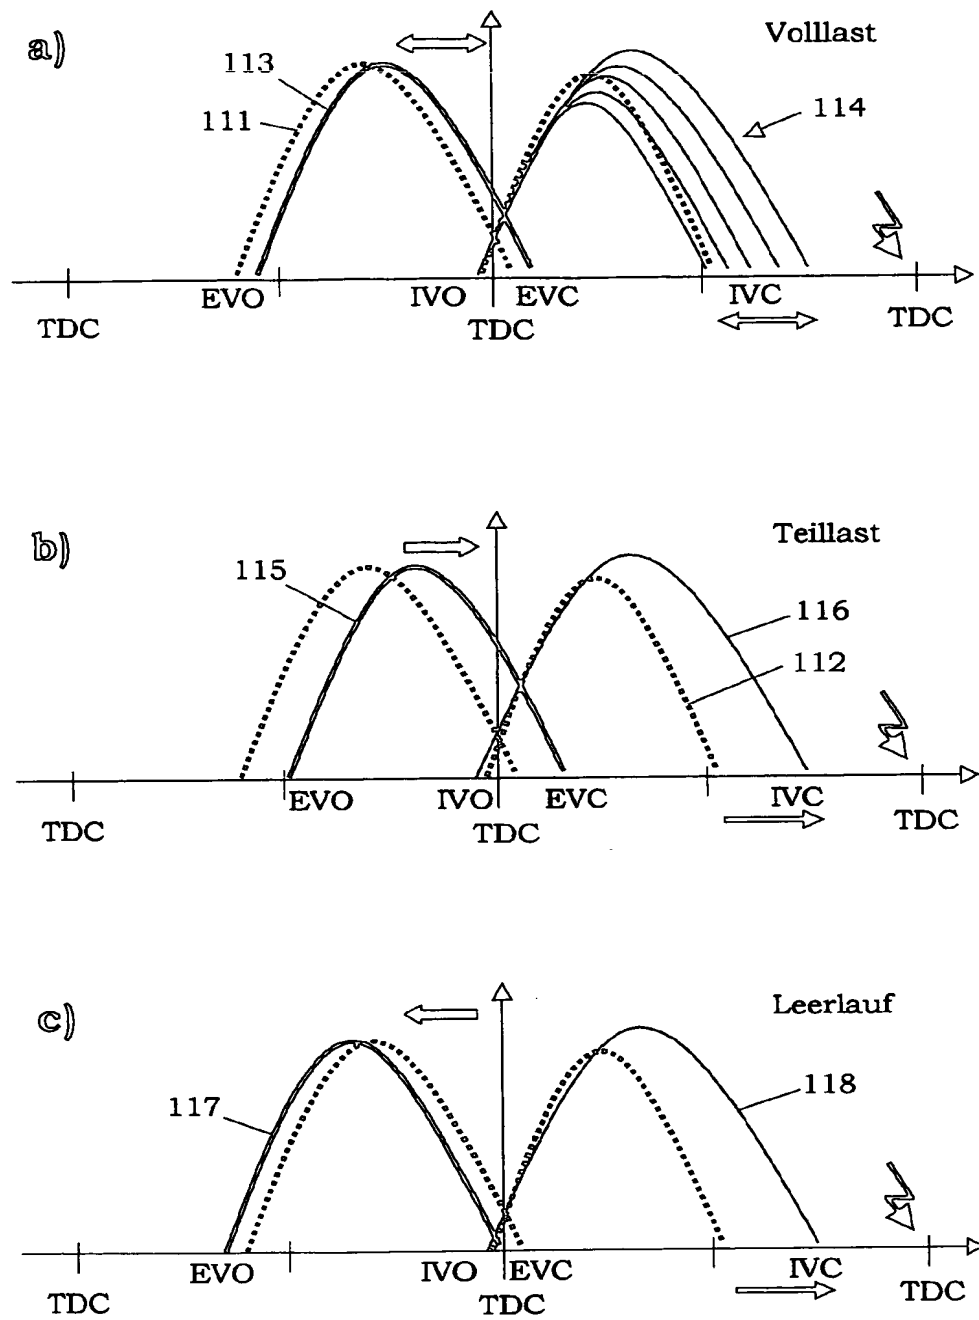 a)
Volllast
113
111
114
EVO
IVO
EVC
IVC
TDC
TDC
TDC
b)
Teillast
115
116
112
EVO
IVO
EVC
IVC
TDC
TDC
TDC
c)
Leerlauf
117
118
EVO
IVO
EVC
IVC
TDC
TDC
TDC